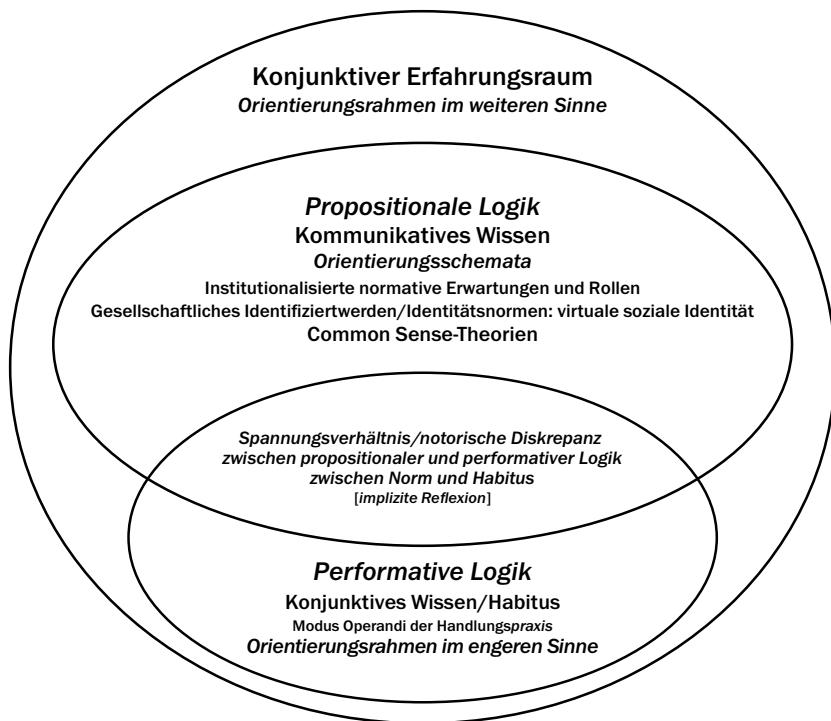 Konjunktiver Erfahrungsraum
Orientierungsrahmen im weiteren Sinne
Propositionale Logik
Kommunikatives Wissen
Orientierungsschemata
Institutionalisierte normative Erwartungen und Rollen
Gesellschaftliches Identifiziertwerden/Identitätsnormen: virtuale soziale Identität
Common Sense-Theorien
Spannungsverhältnis/notorische Diskrepanz
zwischen propositionaler und performativer Logik
zwischen Norm und Habitus
[implizite Reflexion]
Performative Logik
Konjunktives Wissen/Habitus
Modus Operandi der Handlungspraxis
Orientierungsrahmen im engeren Sinne